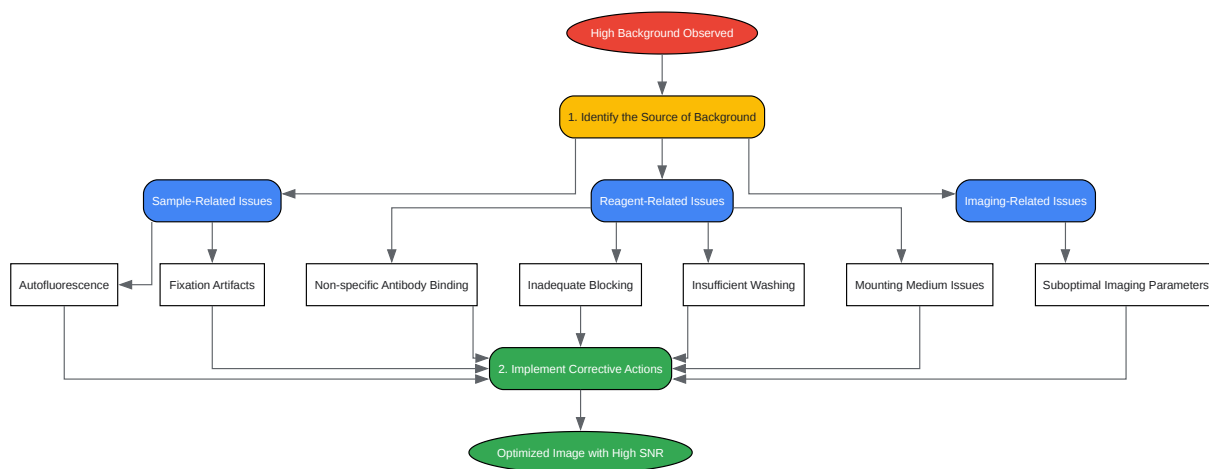 High Background Observed
1. Identify the Source of Background
Sample-Related Issues
Reagent-Related Issues
Imaging-Related Issues
Autofluorescence
Fixation Artifacts
Non-specific Antibody Binding
Inadequate Blocking
Insufficient Washing
Mounting Medium Issues
Suboptimal Imaging Parameters
2. Implement Corrective Actions
Optimized Image with High SNR